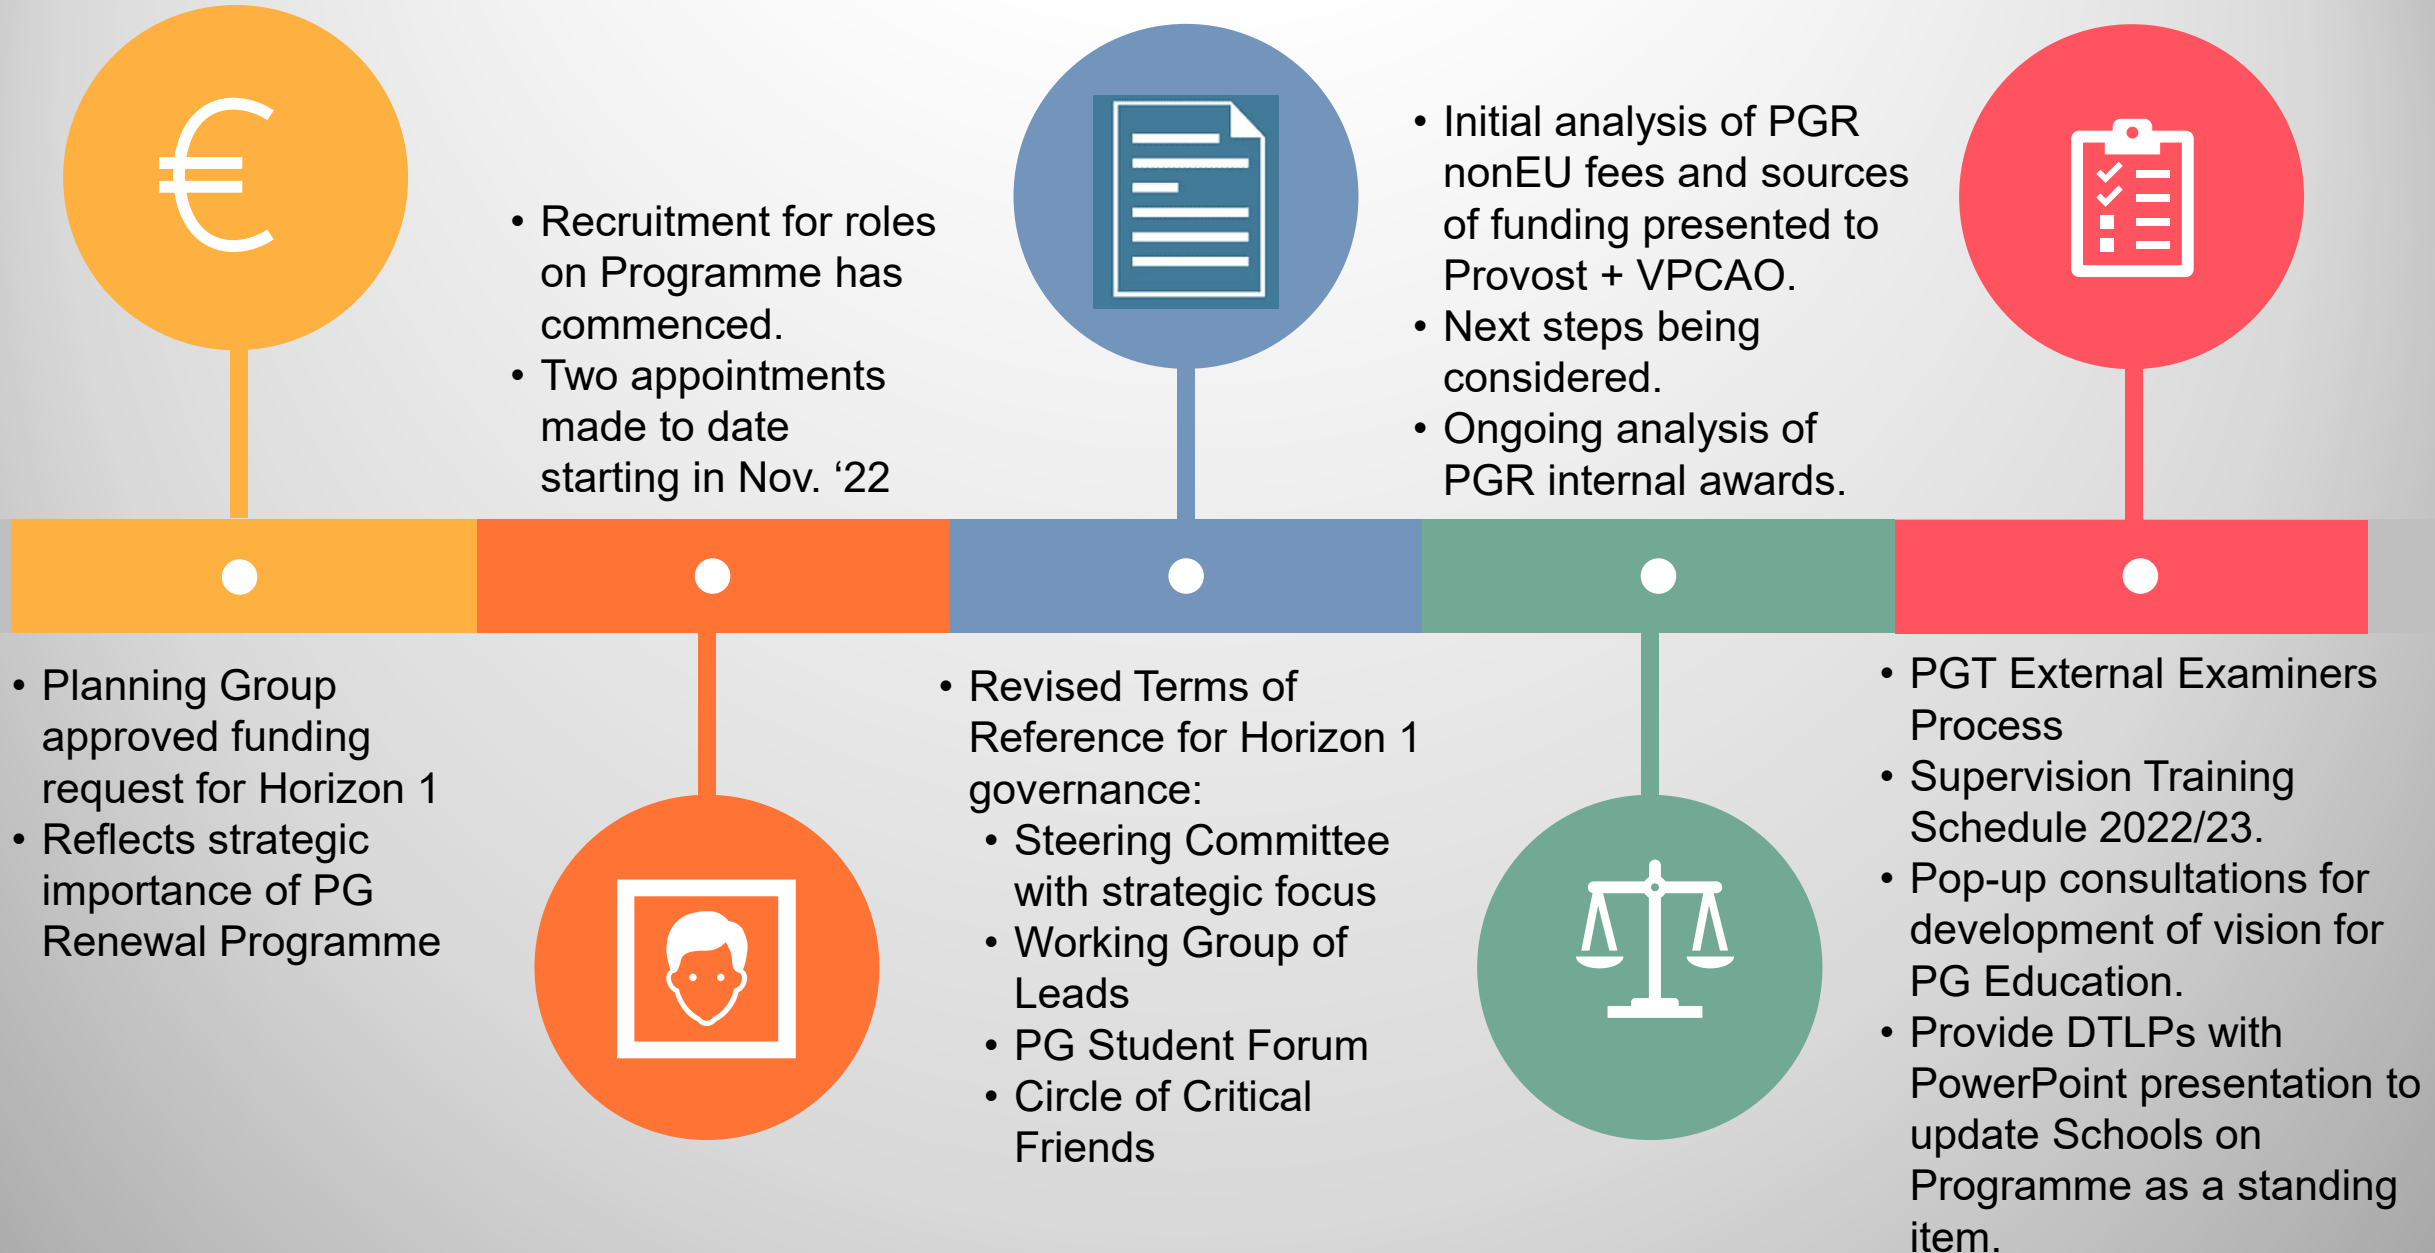 • Planning Group
approved funding
request for Horizon 1
• Reflects strategic
importance of PG
Renewal Programme
• Recruitment for roles
on Programme has
commenced.
• Two appointments
made to date
starting in Nov. ‘22
• Revised Terms of
Reference for Horizon 1
governance:
• Steering Committee
with strategic focus
• Working Group of
Leads
• PG Student Forum
• Circle of Critical
Friends
• Initial analysis of PGR
nonEU fees and sources
of funding presented to
Provost + VPCAO.
• Next steps being
considered.
• Ongoing analysis of
PGR internal awards.
• PGT External Examiners
Process
• Supervision Training
Schedule 2022/23.
• Pop-up consultations for
development of vision for
PG Education.
• Provide DTLPs with
PowerPoint presentation to
update Schools on
Programme as a standing
item.